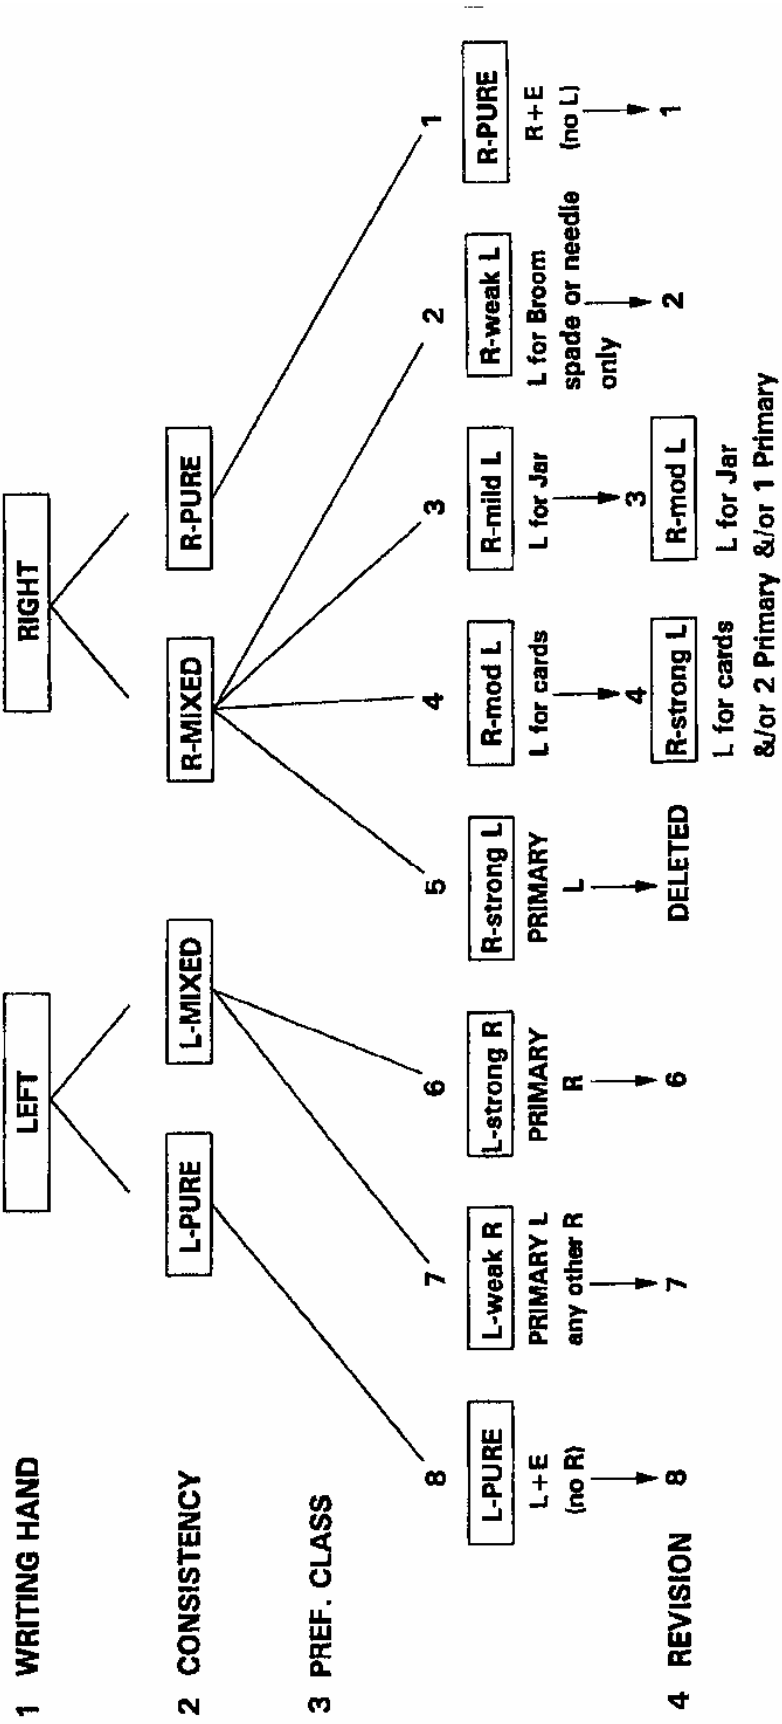 1 WRITING HAND
LEFT
RIGHT
2 CONSISTENCY
L-PURE
L-MIXED
R-MIXED
R-PURE
3 PREF. CLASS
8
7
6
5
4
3
2
1
L-PURE
L-weak R
L-strong R
R-strong L
R-mod L
R-mild L
R-weak L
R-PURE
L+E
(no R)
PRIMARY L
any other R
PRIMARY
R
PRIMARY
L
L for cards
L for Jar
L for Broom
spade or needle
only
R+E
(no L)
4 REVISION
8
7
6
DELETED
4
R-strong L
L for cards
&/or 2 Primary
3
R-mod L
L for Jar
&/or 1 Primary
2
1